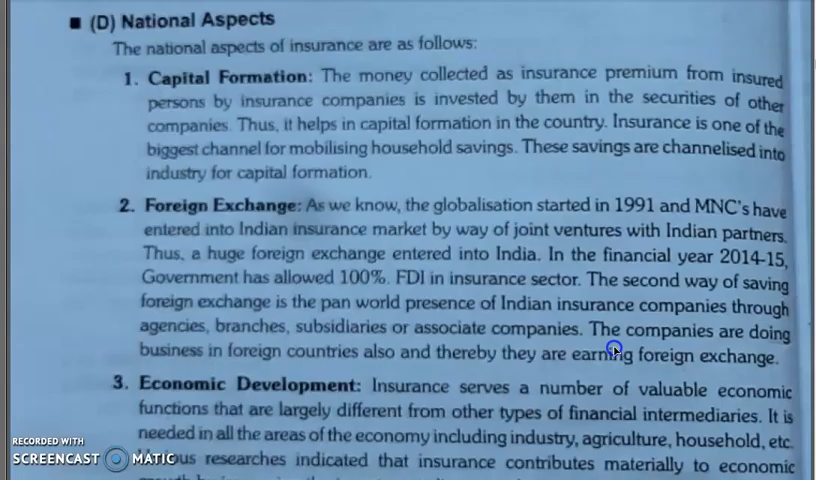 ■ (D) National Aspects
The national aspects of insurance are as follows:
1. Capital Formation: The money collected as insurance premium from insured
persons by insurance companies is invested by them in the securities of other
companies. Thus, it helps in capital formation in the country. Insurance is one of the
biggest channel for mobilising household savings. These savings are channelised into
industry for capital formation.
2. Foreign Exchange: As we know, the globalisation started in 1991 and MNC's have
entered into Indian insurance market by way of joint ventures with Indian partners.
Thus, a huge foreign exchange entered into India. In the financial year 2014-15,
Government has allowed 100%. FDI in insurance sector. The second way of saving
foreign exchange is the pan world presence of Indian insurance companies through
agencies, branches, subsidiaries or associate companies. The companies are doing
business in foreign countries also and thereby they are earning foreign exchange.
3. Economic Development: Insurance serves a number of valuable economic
functions that are largely different from other types of financial intermediaries. It is
needed in all the areas of the economy including industry, agriculture, household, etc.
researches indicated that insurance contributes materially to economic
RECORDED WITH
SCREENCAST MATIC